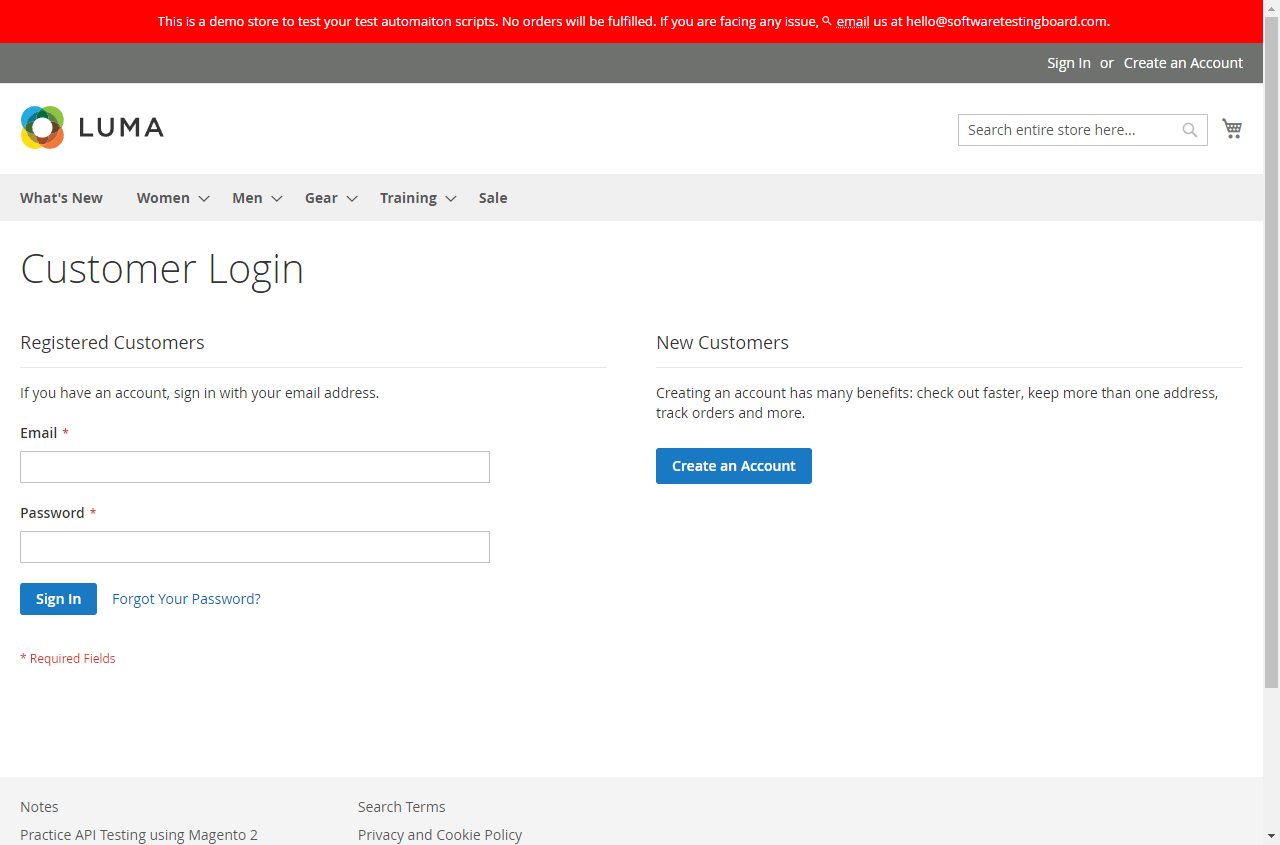 This is a demo store to test your test automaiton scripts. No orders will be fulfilled. If you are facing any issue, email us at hello@softwaretestingboard.com.
Sign In or Create an Account
LUMA
Search entire store here...
What's New Women Men Gear Training Sale
Customer Login
Registered Customers
If you have an account, sign in with your email address.
Email *
Password *
Sign In Forgot Your Password?
* Required Fields
New Customers
Creating an account has many benefits: check out faster, keep more than one address,
track orders and more.
Create an Account
Notes
Practice API Testing using Magento 2
Search Terms
Privacy and Cookie Policy